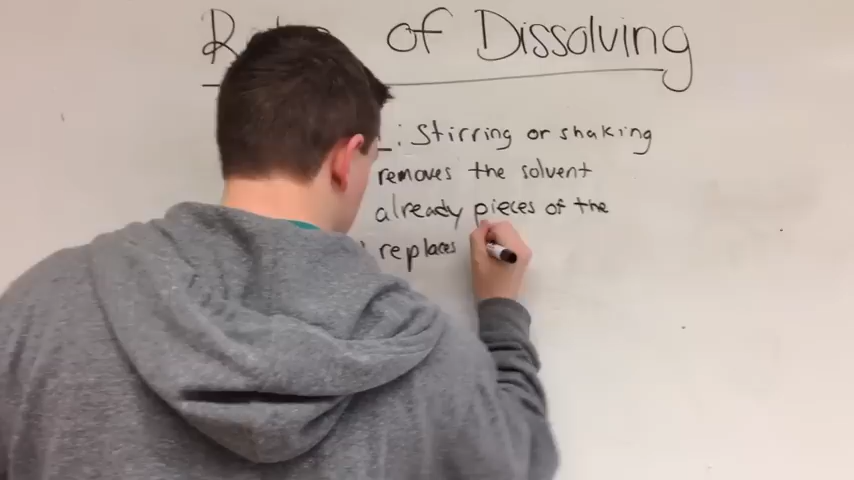 of Dissolving
: Stirring or shaking
removes the solvent
already pieces of the
replaces